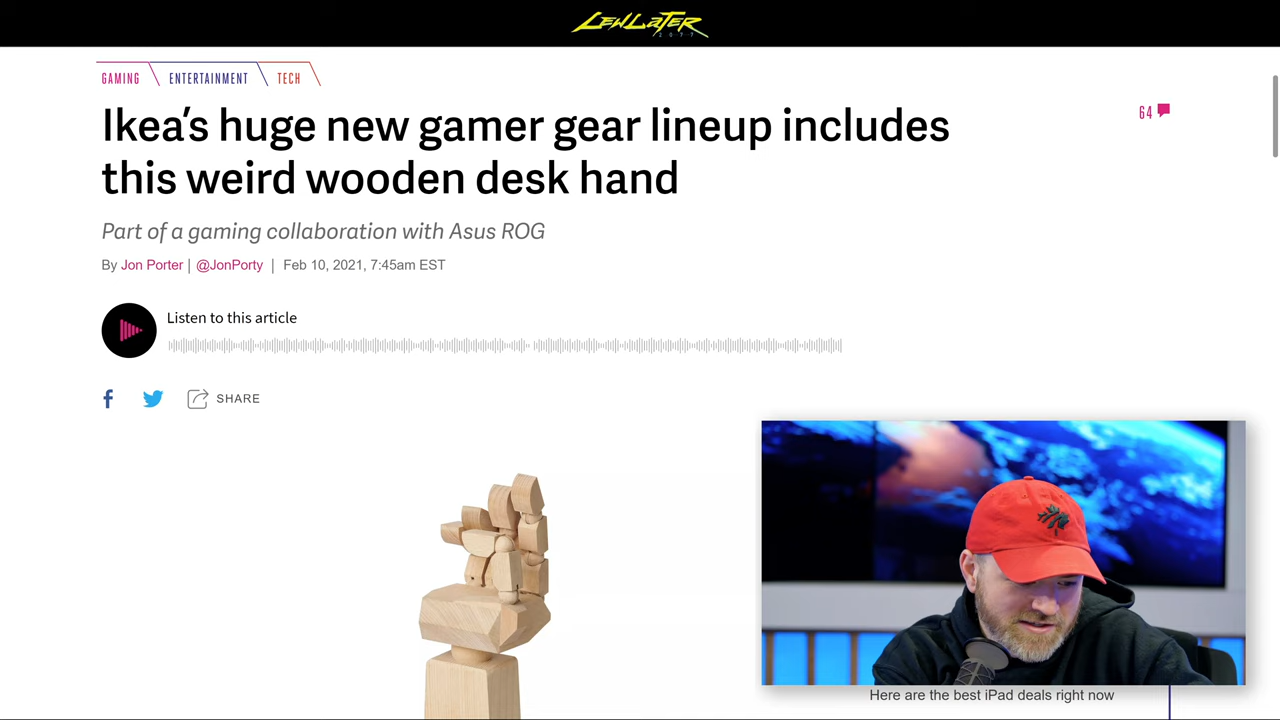 LEWLATER
2077
GAMING ENTERTAINMENT TECH
Ikea's huge new gamer gear lineup includes
this weird wooden desk hand
64
Part of a gaming collaboration with Asus ROG
By Jon Porter | @JonPorty | Feb 10, 2021, 7:45am EST
Listen to this article
SHARE
Here are the best iPad deals right now